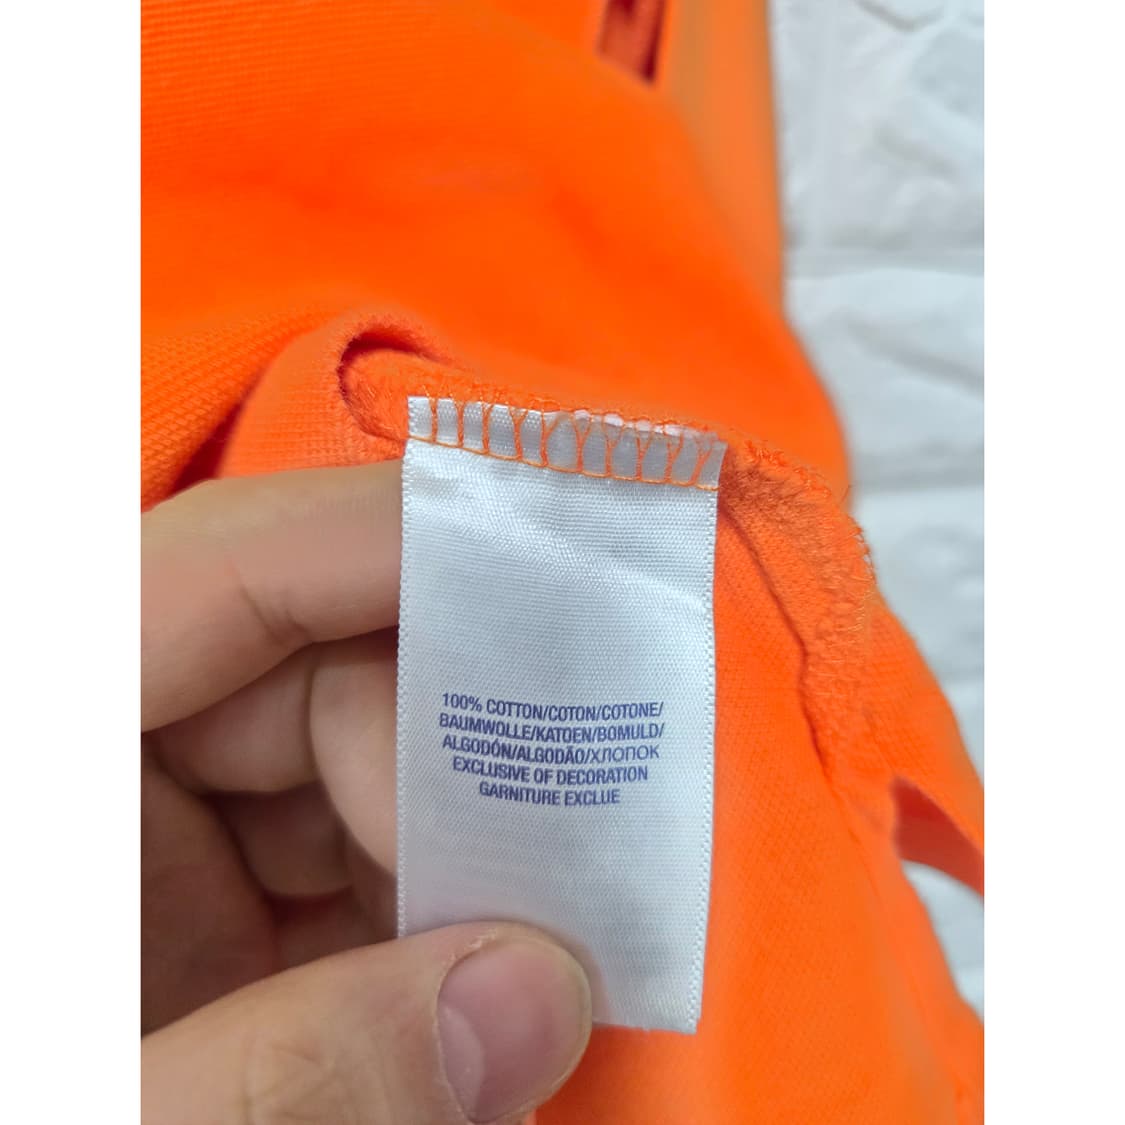 100% COTTON/COTON/COTONE/
BAUMWOLLE/KATOEN/BOMULD/
ALGODÓN/ALGODÃO/ХЛОПОК
EXCLUSIVE OF DECORATION
GARNITURE EXCLUE